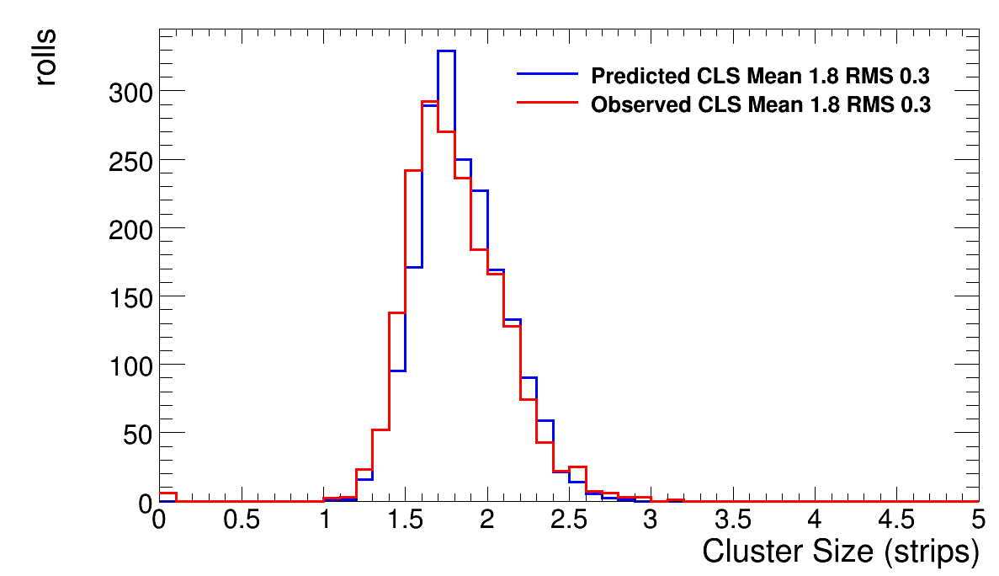 rolls
Predicted CLS Mean 1.8 RMS 0.3
Observed CLS Mean 1.8 RMS 0.3
300
250
200
150
100
50
0
0 0.5 1 1.5 2 2.5 3 3.5 4 4.5 5
Cluster Size (strips)